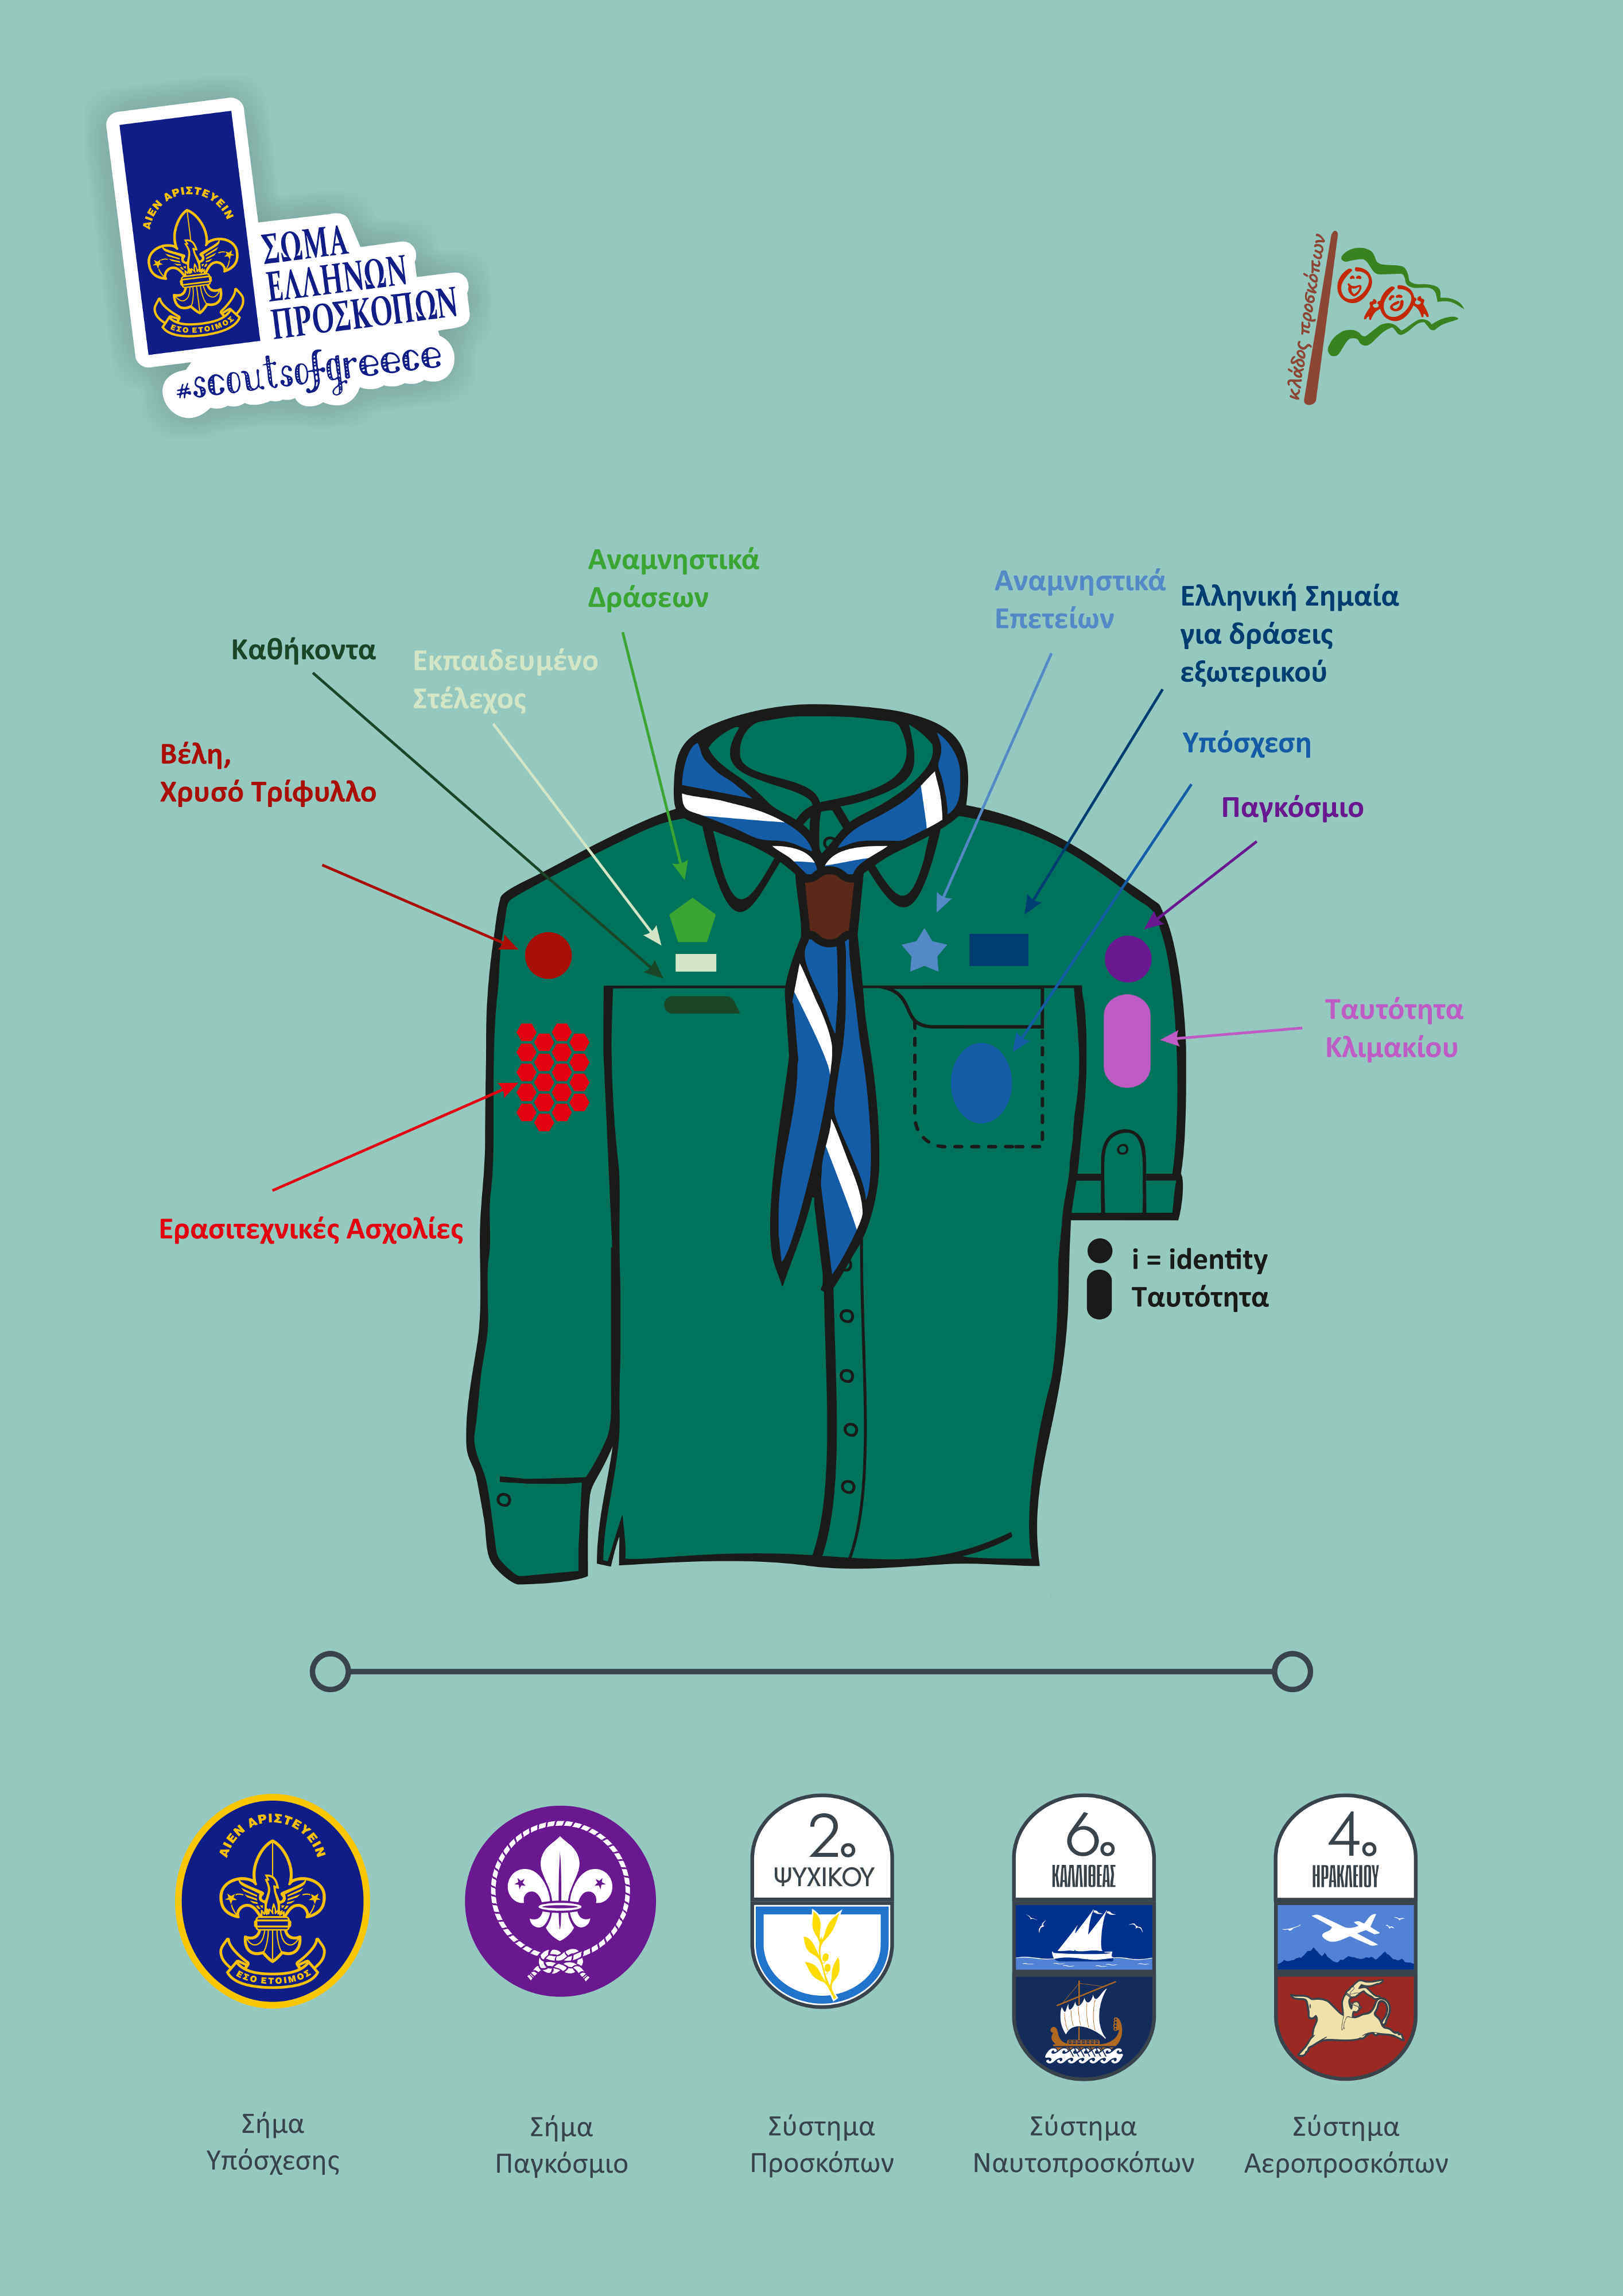 ΑΙΕΝ ΑΡΙΣΤΕΥΕΙΝ
ΕΣΟ ΕΤΟΙΜΟΣ
ΣΩΜΑ
ΕΛΛΗΝΩΝ
ΠΡΟΣΚΟΠΩΝ
#scoutsofgreece
κλάδος προσκόπων
Αναμνηστικά
Δράσεων
Αναμνηστικά
Επετείων
Ελληνική Σημαία
για δράσεις
εξωτερικού
Καθήκοντα
Εκπαιδευμένο
Στέλεχος
Υπόσχεση
Βέλη,
Χρυσό Τρίφυλλο
Παγκόσμιο
Ταυτότητα
Κλιμακίου
Ερασιτεχνικές Ασχολίες
i = identity
Ταυτότητα
ΑΙΕΝ ΑΡΙΣΤΕΥΕΙΝ
ΕΣΟ ΕΤΟΙΜΟΣ
2ο
ΨΥΧΙΚΟΥ
6ο
ΚΑΛΛΙΘΕΑΣ
4ο
ΗΡΑΚΛΕΙΟΥ
Σήμα
Υπόσχεσης
Σήμα
Παγκόσμιο
Σύστημα
Προσκόπων
Σύστημα
Ναυτοπροσκόπων
Σύστημα
Αεροπροσκόπων